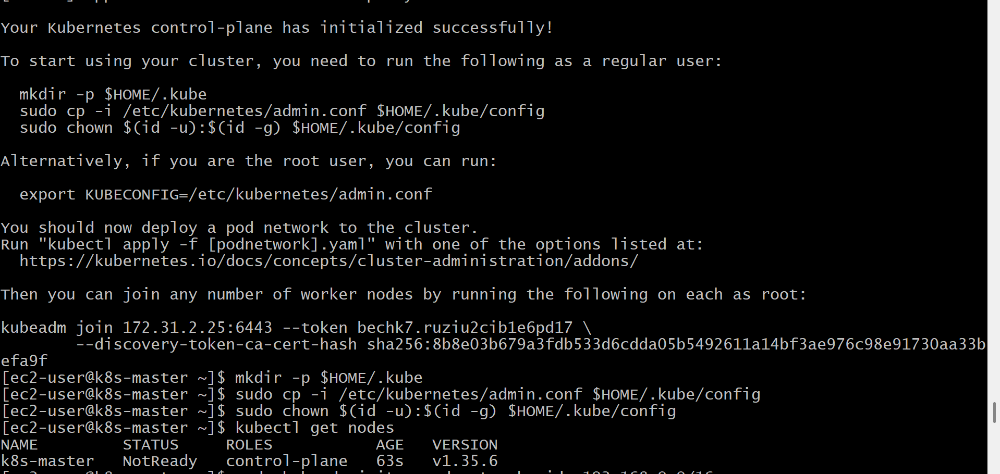 Your Kubernetes control-plane has initialized successfully!
To start using your cluster, you need to run the following as a regular user:
mkdir -p $HOME/.kube
sudo cp -i /etc/kubernetes/admin.conf $HOME/.kube/config
sudo chown $(id -u):$(id -g) $HOME/.kube/config
Alternatively, if you are the root user, you can run:
export KUBECONFIG=/etc/kubernetes/admin.conf
You should now deploy a pod network to the cluster.
Run "kubectl apply -f [podnetwork].yaml" with one of the options listed at:
https://kubernetes.io/docs/concepts/cluster-administration/addons/
Then you can join any number of worker nodes by running the following on each as root:
kubeadm join 172.31.2.25:6443 --token bechk7.ruziu2cib1e6pd17 \
--discovery-token-ca-cert-hash sha256:8b8e03b679a3fdb533d6cdda05b5492611a14bf3ae976c98e91730aa33b
efa9f
[ec2-user@k8s-master ~]$ mkdir -p $HOME/.kube
[ec2-user@k8s-master ~]$ sudo cp -i /etc/kubernetes/admin.conf $HOME/.kube/config
[ec2-user@k8s-master ~]$ sudo chown $(id -u):$(id -g) $HOME/.kube/config
[ec2-user@k8s-master ~]$ kubectl get nodes
NAME STATUS ROLES AGE VERSION
k8s-master NotReady control-plane 63s v1.35.6